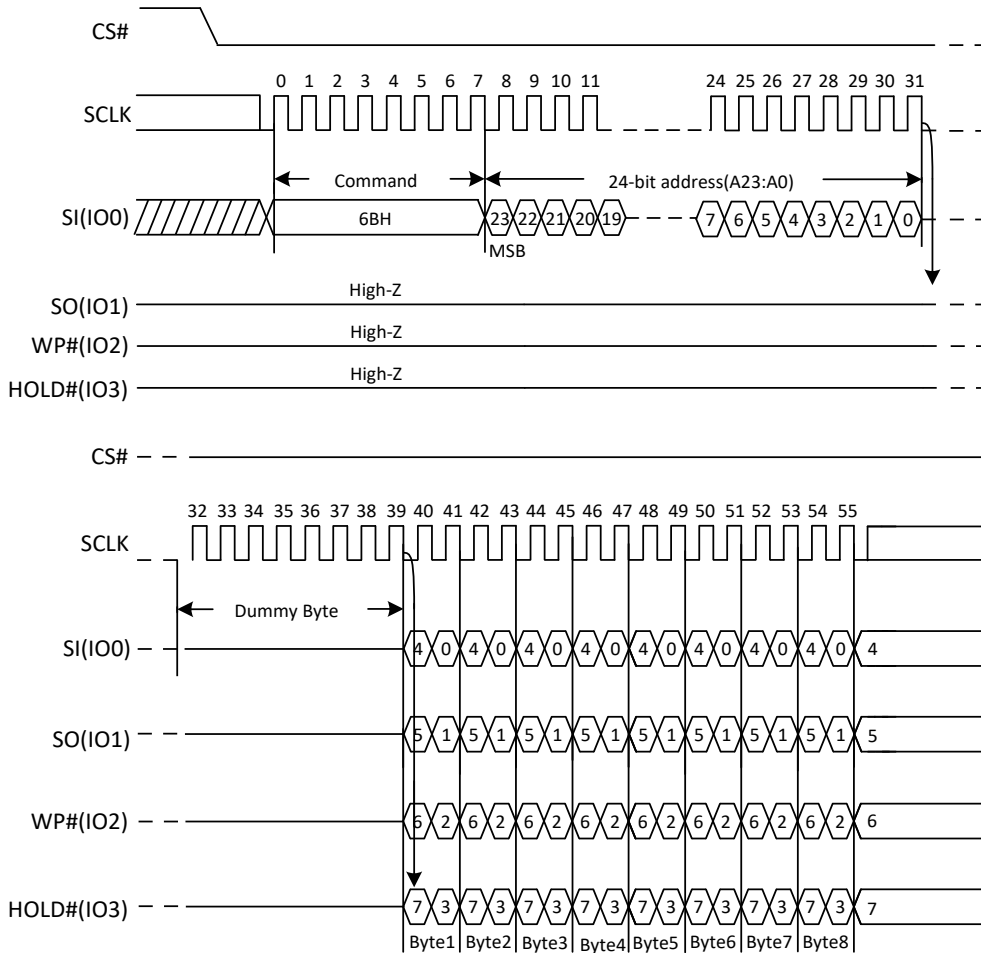 CS#
0 1 2 3 4 5 6 7 8 9 10 11 24 25 26 27 28 29 30 31
SCLK
Command 24-bit address(A23:A0)
SI(IO0) 6BH 23 22 21 20 19 7 6 5 4 3 2 1 0
MSB
High-Z
SO(IO1)
High-Z
WP#(IO2)
High-Z
HOLD#(IO3)
CS#
32 33 34 35 36 37 38 39 40 41 42 43 44 45 46 47 48 49 50 51 52 53 54 55
SCLK
Dummy Byte
SI(IO0) 4 0 4 0 4 0 4 0 4 0 4 0 4 0 4 0 4
SO(IO1) 5 1 5 1 5 1 5 1 5 1 5 1 5 1 5 1 5
WP#(IO2) 6 2 6 2 6 2 6 2 6 2 6 2 6 2 6 2 6
HOLD#(IO3) 7 3 7 3 7 3 7 3 7 3 7 3 7 3 7 3 7
Byte1 Byte2 Byte3 Byte4 Byte5 Byte6 Byte7 Byte8